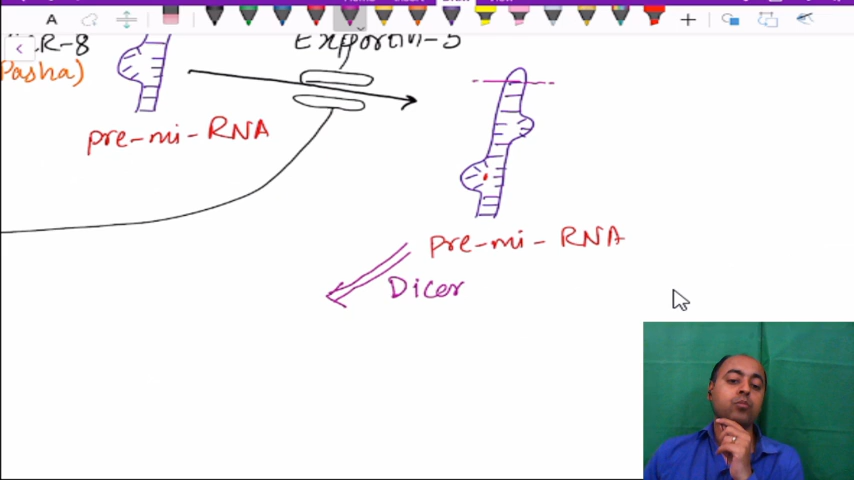 Exportin-5
R-8
Pasha)
pre-mi-RNA
pre-mi-RNA
Dicer